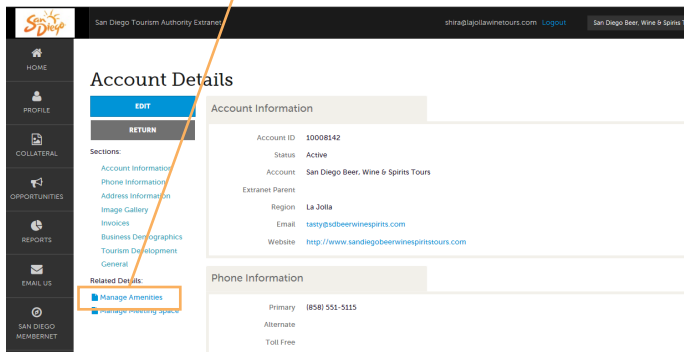 San Diego
San Diego Tourism Authority Extranet
shira@lajollawinetours.com Logout
San Diego Beer, Wine & Spirits T
HOME
PROFILE
COLLATERAL
OPPORTUNITIES
REPORTS
EMAIL US
SAN DIEGO
MEMBERNET
Account Details
EDIT
RETURN
Sections:
Account Information
Phone Information
Address Information
Image Gallery
Invoices
Business Demographics
Tourism Development
General
Related Details:
Manage Amenities
Manage Meeting Space
Account Information
Account ID 10008142
Status Active
Account San Diego Beer, Wine & Spirits Tours
Extranet Parent
Region La Jolla
Email tasty@sdbeerwinespirits.com
Website http://www.sandiegobeerwinespiritstours.com
Phone Information
Primary (858) 551-5115
Alternate
Toll Free